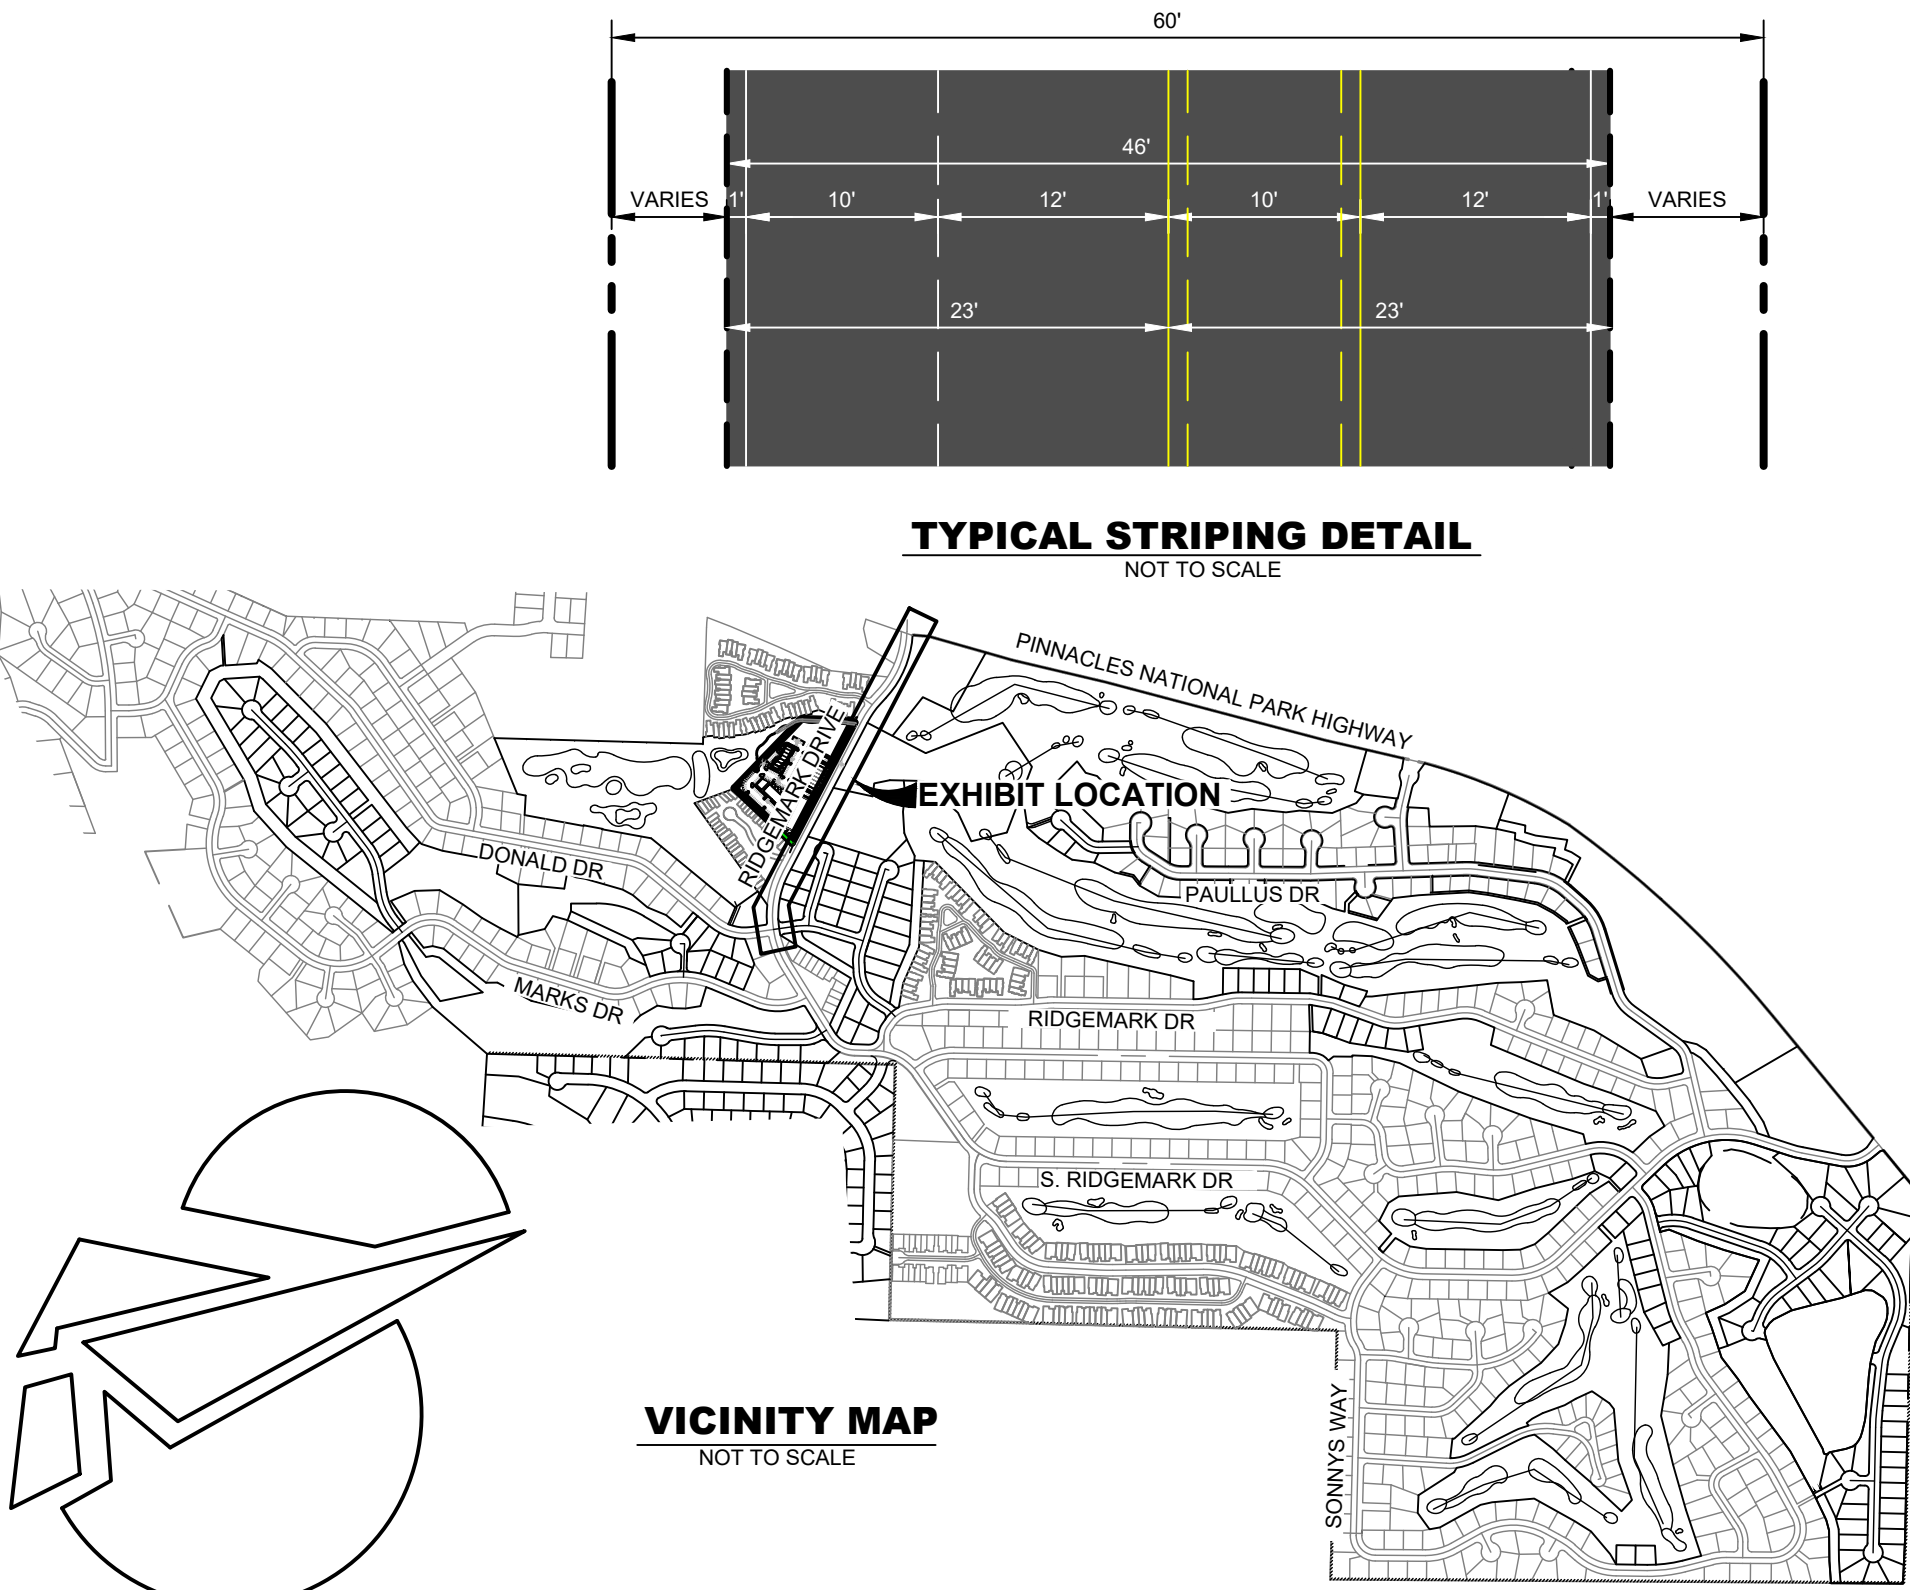 60'
46'
VARIES
1'
10'
12'
10'
12'
1'
VARIES
23'
23'
TYPICAL STRIPING DETAIL
NOT TO SCALE
PINNACLES NATIONAL PARK HIGHWAY
RIDGEMARK DRIVE
EXHIBIT LOCATION
DONALD DR
PAULLUS DR
MARKS DR
RIDGEMARK DR
S. RIDGEMARK DR
SONNYS WAY
VICINITY MAP
NOT TO SCALE